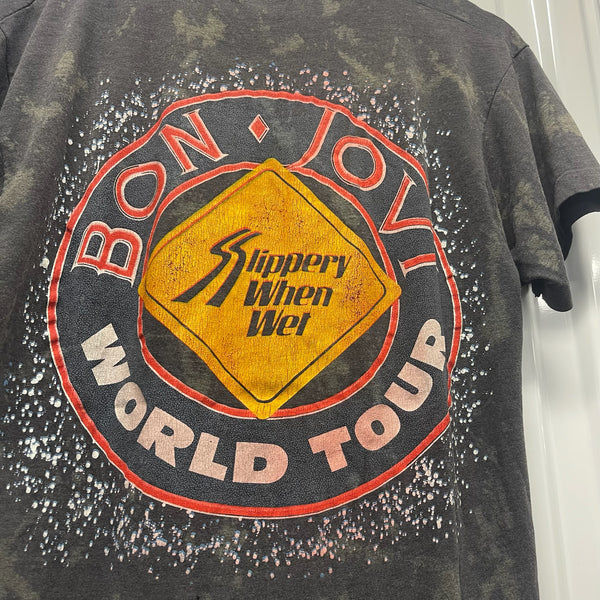 BON ♦ JOVI
Slippery
When
Wet
WORLD TOUR